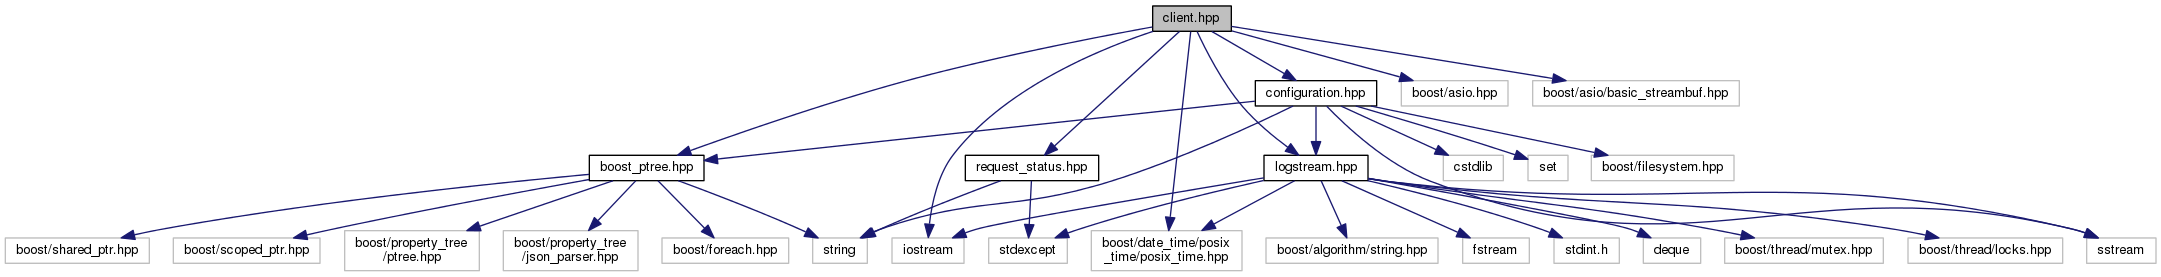 client.hpp
configuration.hpp
boost/asio.hpp
boost/asio/basic_streambuf.hpp
boost_ptree.hpp
request_status.hpp
logstream.hpp
cstdlib
set
boost/filesystem.hpp
boost/shared_ptr.hpp
boost/scoped_ptr.hpp
boost/property_tree
/ptree.hpp
boost/property_tree
/json_parser.hpp
boost/foreach.hpp
string
iostream
stdexcept
boost/date_time/posix
_time/posix_time.hpp
boost/algorithm/string.hpp
fstream
stdint.h
deque
boost/thread/mutex.hpp
boost/thread/locks.hpp
sstream